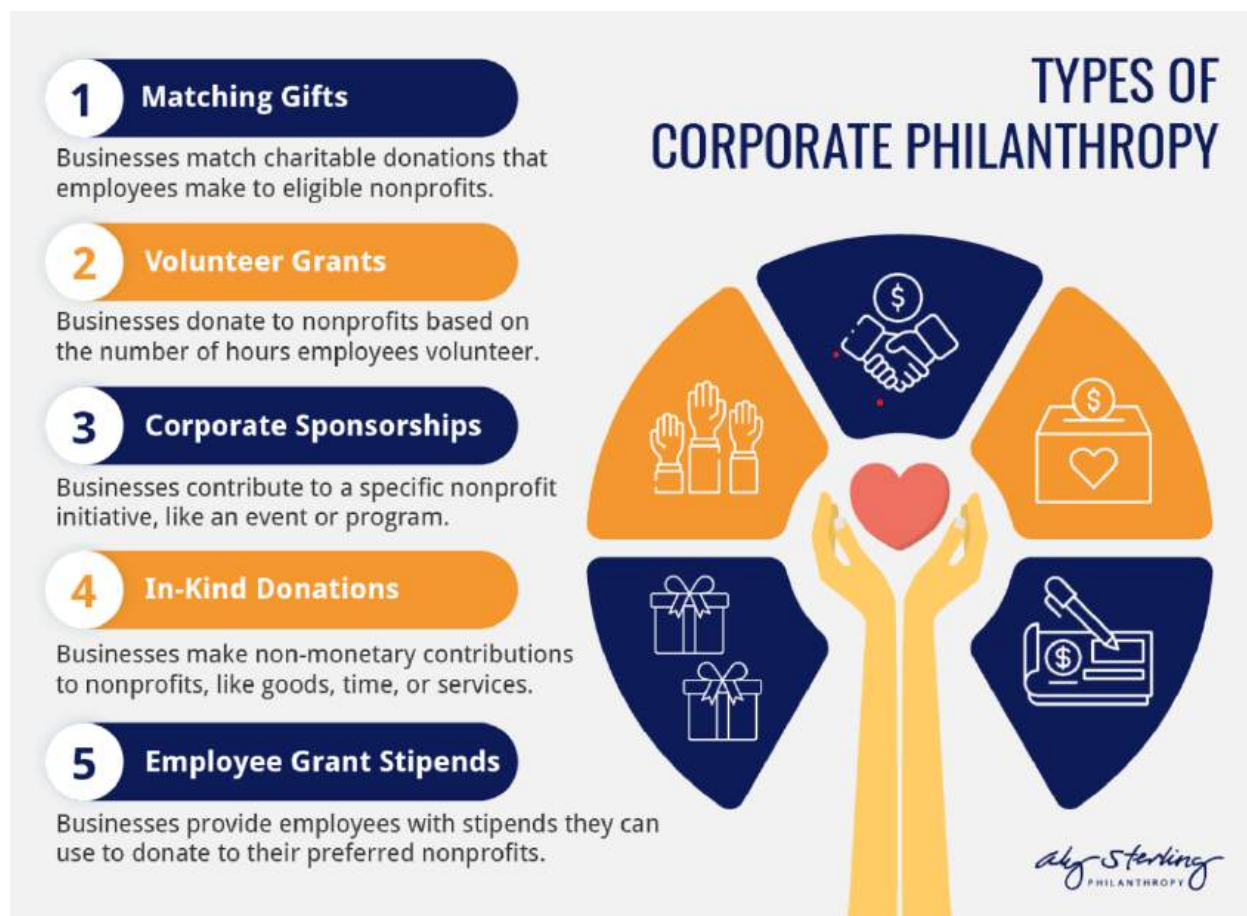 TYPES OF
CORPORATE PHILANTHROPY
1 Matching Gifts
Businesses match charitable donations that
employees make to eligible nonprofits.
2 Volunteer Grants
Businesses donate to nonprofits based on
the number of hours employees volunteer.
3 Corporate Sponsorships
Businesses contribute to a specific nonprofit
initiative, like an event or program.
4 In-Kind Donations
Businesses make non-monetary contributions
to nonprofits, like goods, time, or services.
5 Employee Grant Stipends
Businesses provide employees with stipends they can
use to donate to their preferred nonprofits.
$
$
$
aly sterling
PHILANTHROPY